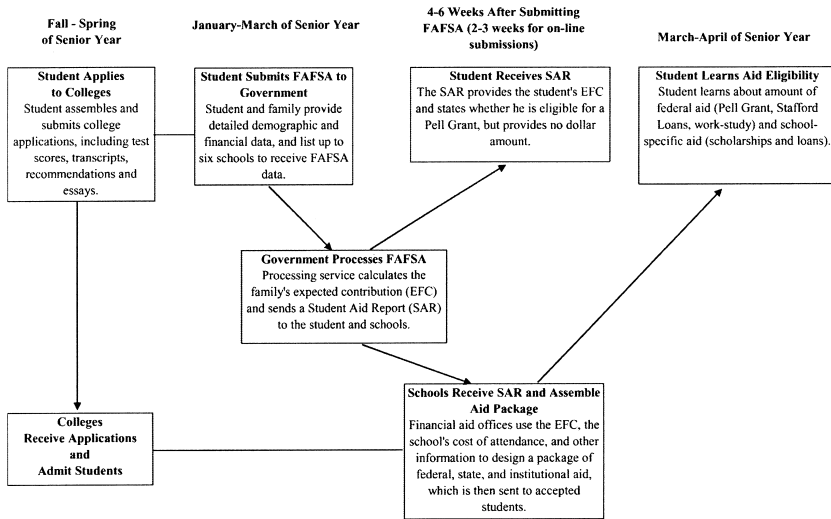 Fall - Spring
of Senior Year
January-March of Senior Year
4-6 Weeks After Submitting
FAFSA (2-3 weeks for on-line
submissions)
March-April of Senior Year
Student Applies
to Colleges
Student assembles and
submits college
applications, including test
scores, transcripts,
recommendations and
essays.
Student Submits FAFSA to
Government
Student and family provide
detailed demographic and
financial data, and list up to
six schools to receive FAFSA
data.
Student Receives SAR
The SAR provides the student's EFC
and states whether he is eligible for a
Pell Grant, but provides no dollar
amount.
Student Learns Aid Eligibility
Student learns about amount of
federal aid (Pell Grant, Stafford
Loans, work-study) and school-
specific aid (scholarships and loans).
Government Processes FAFSA
Processing service calculates the
family's expected contribution (EFC)
and sends a Student Aid Report (SAR)
to the student and schools.
Colleges
Receive Applications
and
Admit Students
Schools Receive SAR and Assemble
Aid Package
Financial aid offices use the EFC, the
school's cost of attendance, and other
information to design a package of
federal, state, and institutional aid,
which is then sent to accepted
students.